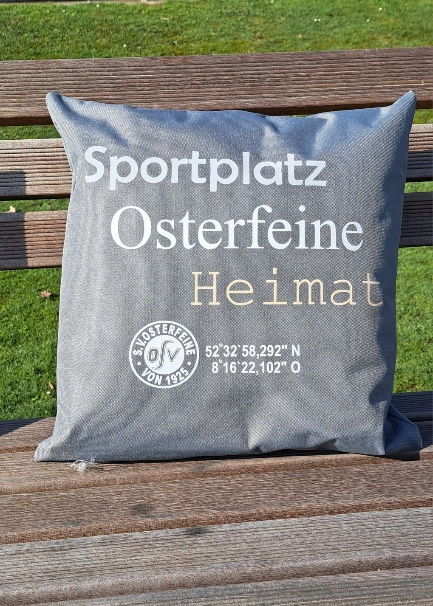 Sportplatz
Osterfeine
Heimat
S.V.OSTERFEINE
OSV
VON 1925
52°32`58,292" N
8°16`22,102" O